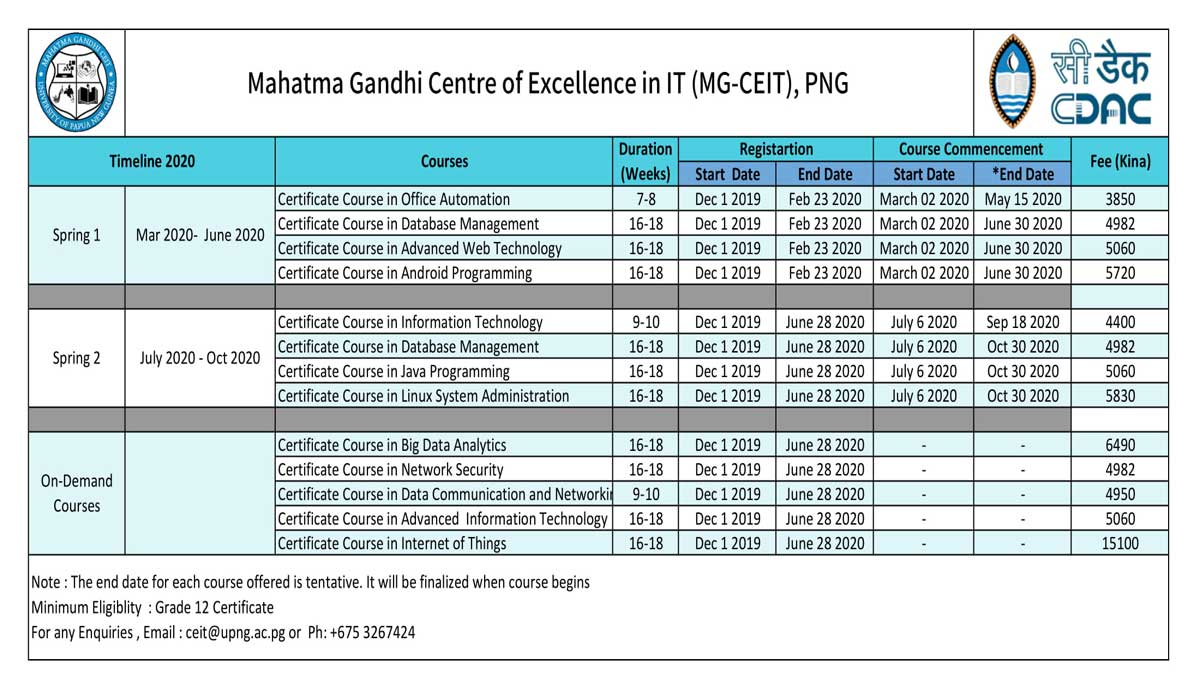 MAHATMA GANDHI CEIT
UNIVERSITY OF PAPUA NEW GUINEA
Mahatma Gandhi Centre of Excellence in IT (MG-CEIT), PNG
सी डैक
CDAC
Timeline 2020 Courses Duration (Weeks) Registartion Course Commencement Fee (Kina)
Start Date End Date Start Date *End Date
Spring 1 Mar 2020- June 2020
Certificate Course in Office Automation 7-8 Dec 1 2019 Feb 23 2020 March 02 2020 May 15 2020 3850
Certificate Course in Database Management 16-18 Dec 1 2019 Feb 23 2020 March 02 2020 June 30 2020 4982
Certificate Course in Advanced Web Technology 16-18 Dec 1 2019 Feb 23 2020 March 02 2020 June 30 2020 5060
Certificate Course in Android Programming 16-18 Dec 1 2019 Feb 23 2020 March 02 2020 June 30 2020 5720
Spring 2 July 2020 - Oct 2020
Certificate Course in Information Technology 9-10 Dec 1 2019 June 28 2020 July 6 2020 Sep 18 2020 4400
Certificate Course in Database Management 16-18 Dec 1 2019 June 28 2020 July 6 2020 Oct 30 2020 4982
Certificate Course in Java Programming 16-18 Dec 1 2019 June 28 2020 July 6 2020 Oct 30 2020 5060
Certificate Course in Linux System Administration 16-18 Dec 1 2019 June 28 2020 July 6 2020 Oct 30 2020 5830
On-Demand Courses
Certificate Course in Big Data Analytics 16-18 Dec 1 2019 June 28 2020 - - 6490
Certificate Course in Network Security 16-18 Dec 1 2019 June 28 2020 - - 4982
Certificate Course in Data Communication and Networkin 9-10 Dec 1 2019 June 28 2020 - - 4950
Certificate Course in Advanced Information Technology 16-18 Dec 1 2019 June 28 2020 - - 5060
Certificate Course in Internet of Things 16-18 Dec 1 2019 June 28 2020 - - 15100
Note : The end date for each course offered is tentative. It will be finalized when course begins
Minimum Eligiblity : Grade 12 Certificate
For any Enquiries , Email : ceit@upng.ac.pg or Ph: +675 3267424